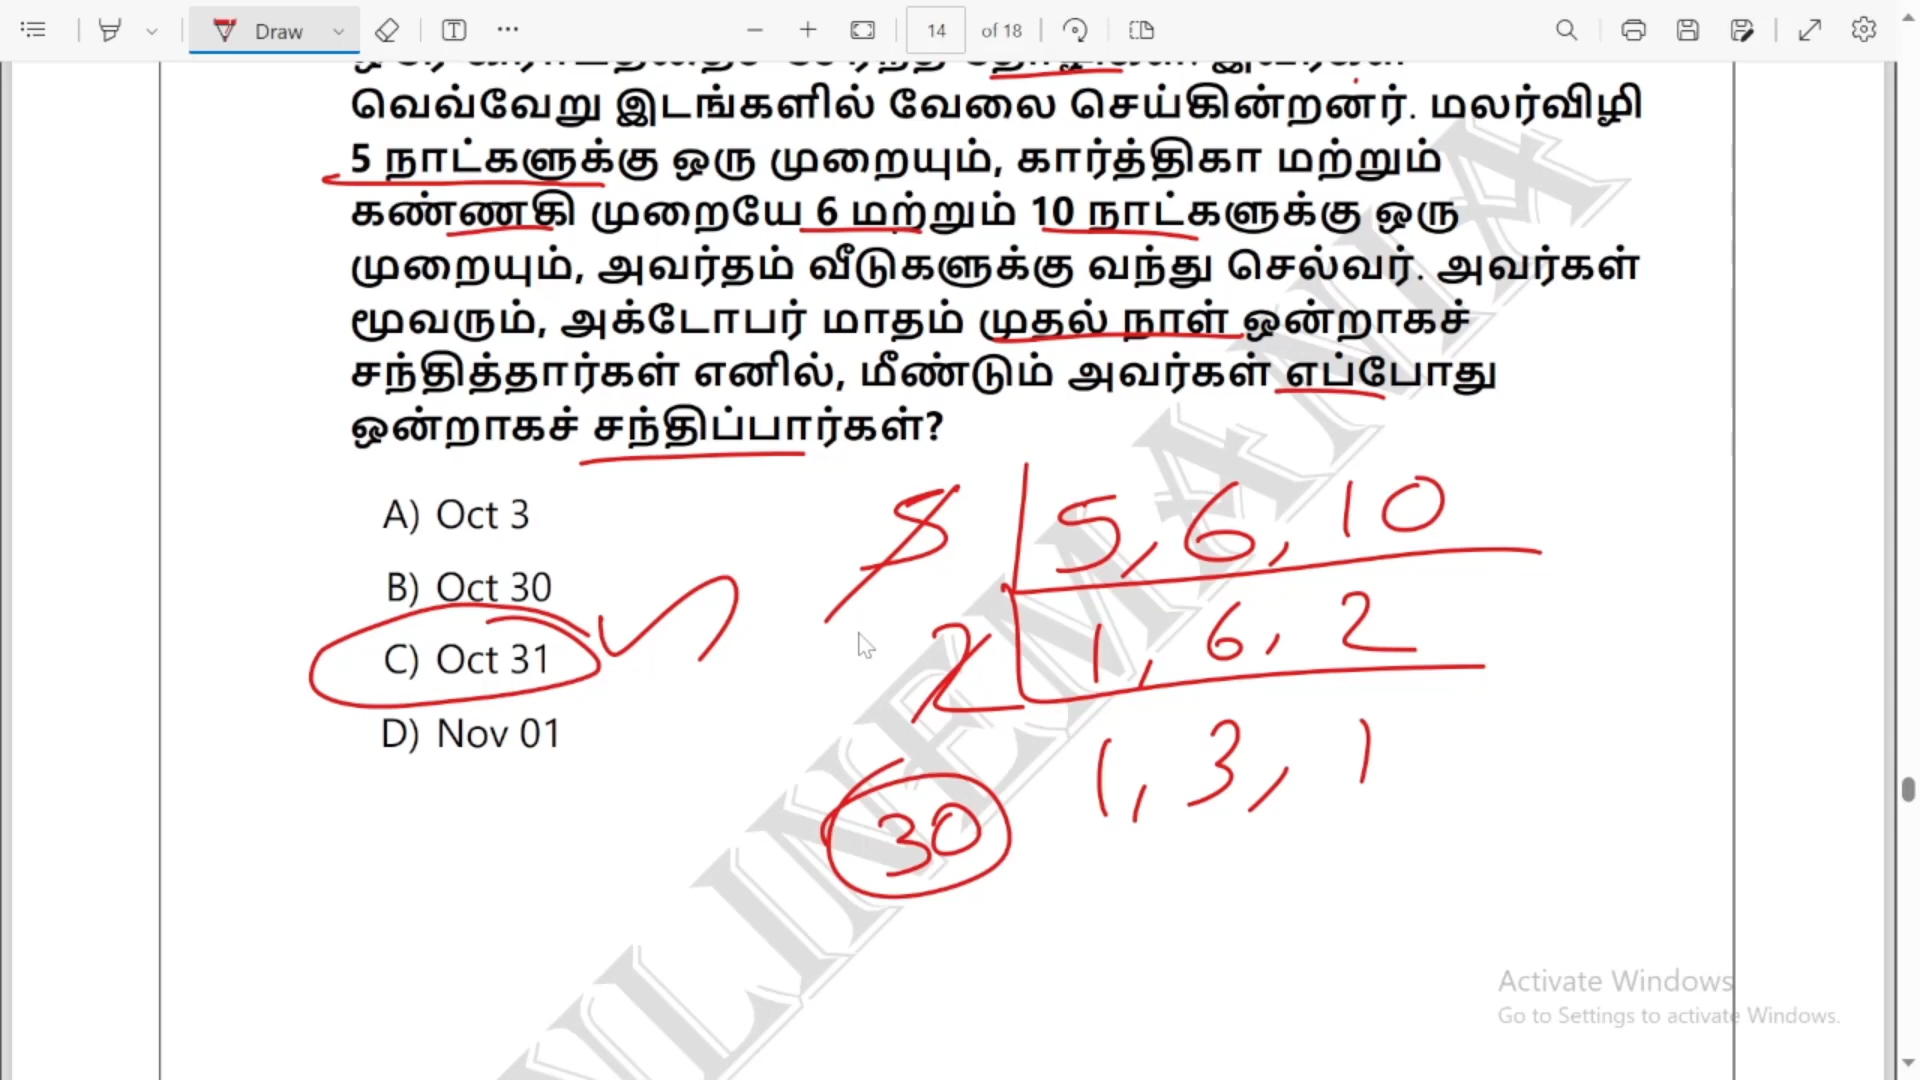 Draw
14 of 18
வெவ்வேறு இடங்களில் வேலை செய்கின்றனர். மலர்விழி
5 நாட்களுக்கு ஒரு முறையும், கார்த்திகா மற்றும்
கண்ணகி முறையே 6 மற்றும் 10 நாட்களுக்கு ஒரு
முறையும், அவர்தம் வீடுகளுக்கு வந்து செல்வர். அவர்கள்
மூவரும், அக்டோபர் மாதம் முதல் நாள் ஒன்றாகச்
சந்தித்தார்கள் எனில், மீண்டும் அவர்கள் எப்போது
ஒன்றாகச் சந்திப்பார்கள்?
A) Oct 3
B) Oct 30
C) Oct 31
D) Nov 01
5 5, 6, 10
2 1, 6, 2
1, 3, 1
30
Activate Windows
Go to Settings to activate Windows.